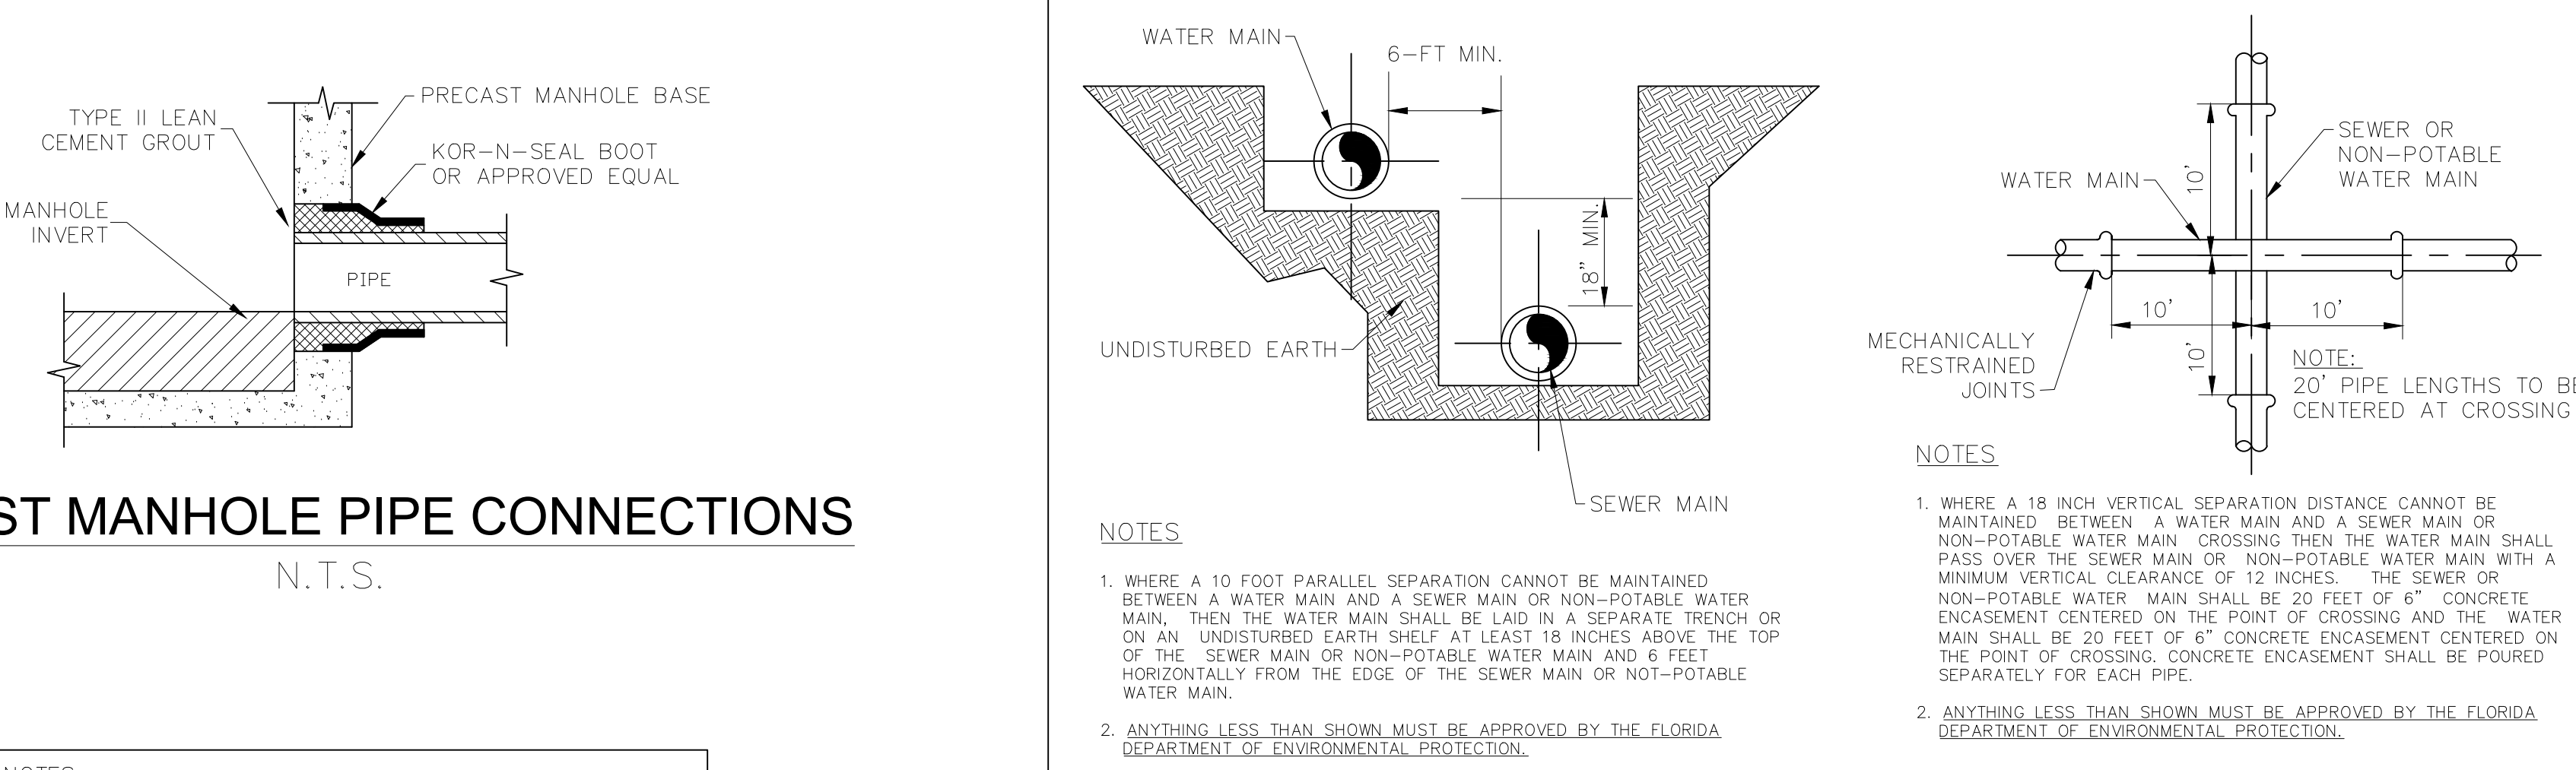 TYPE II LEAN
CEMENT GROUT
PRECAST MANHOLE BASE
KOR-N-SEAL BOOT
OR APPROVED EQUAL
MANHOLE
INVERT
PIPE
ST MANHOLE PIPE CONNECTIONS
N.T.S.
NOTES
WATER MAIN
6-FT MIN.
18" MIN.
UNDISTURBED EARTH
SEWER MAIN
NOTES
1. WHERE A 10 FOOT PARALLEL SEPARATION CANNOT BE MAINTAINED
BETWEEN A WATER MAIN AND A SEWER MAIN OR NON-POTABLE WATER
MAIN, THEN THE WATER MAIN SHALL BE LAID IN A SEPARATE TRENCH OR
ON AN UNDISTURBED EARTH SHELF AT LEAST 18 INCHES ABOVE THE TOP
OF THE SEWER MAIN OR NON-POTABLE WATER MAIN AND 6 FEET
HORIZONTALLY FROM THE EDGE OF THE SEWER MAIN OR NOT-POTABLE
WATER MAIN.
2. ANYTHING LESS THAN SHOWN MUST BE APPROVED BY THE FLORIDA
DEPARTMENT OF ENVIRONMENTAL PROTECTION.
SEWER OR
NON-POTABLE
WATER MAIN
WATER MAIN
10'
10'
10'
10'
MECHANICALLY
RESTRAINED
JOINTS
NOTE:
20' PIPE LENGTHS TO BE
CENTERED AT CROSSING
NOTES
1. WHERE A 18 INCH VERTICAL SEPARATION DISTANCE CANNOT BE
MAINTAINED BETWEEN A WATER MAIN AND A SEWER MAIN OR
NON-POTABLE WATER MAIN CROSSING THEN THE WATER MAIN SHALL
PASS OVER THE SEWER MAIN OR NON-POTABLE WATER MAIN WITH A
MINIMUM VERTICAL CLEARANCE OF 12 INCHES. THE SEWER OR
NON-POTABLE WATER MAIN SHALL BE 20 FEET OF 6" CONCRETE
ENCASEMENT CENTERED ON THE POINT OF CROSSING AND THE WATER
MAIN SHALL BE 20 FEET OF 6" CONCRETE ENCASEMENT CENTERED ON
THE POINT OF CROSSING. CONCRETE ENCASEMENT SHALL BE POURED
SEPARATELY FOR EACH PIPE.
2. ANYTHING LESS THAN SHOWN MUST BE APPROVED BY THE FLORIDA
DEPARTMENT OF ENVIRONMENTAL PROTECTION.